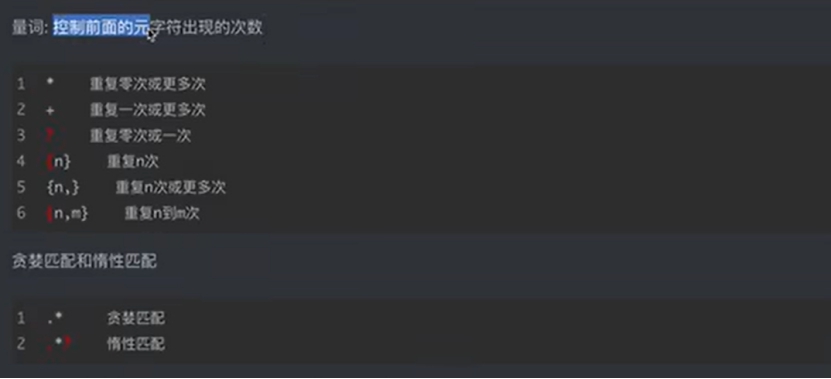 量词: 控制前面的元字符出现的次数
1 * 重复零次或更多次
2 + 重复一次或更多次
3 ? 重复零次或一次
4 {n} 重复n次
5 {n,} 重复n次或更多次
6 {n,m} 重复n到m次
贪婪匹配和惰性匹配
1 .* 贪婪匹配
2 .*? 惰性匹配